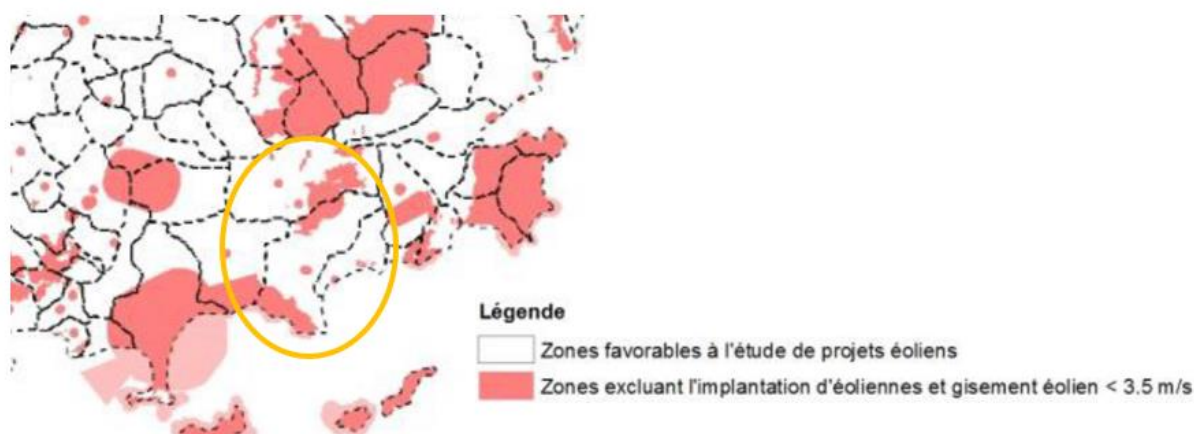 Légende
Zones favorables à l'étude de projets éoliens
Zones excluant l'implantation d'éoliennes et gisement éolien < 3.5 m/s